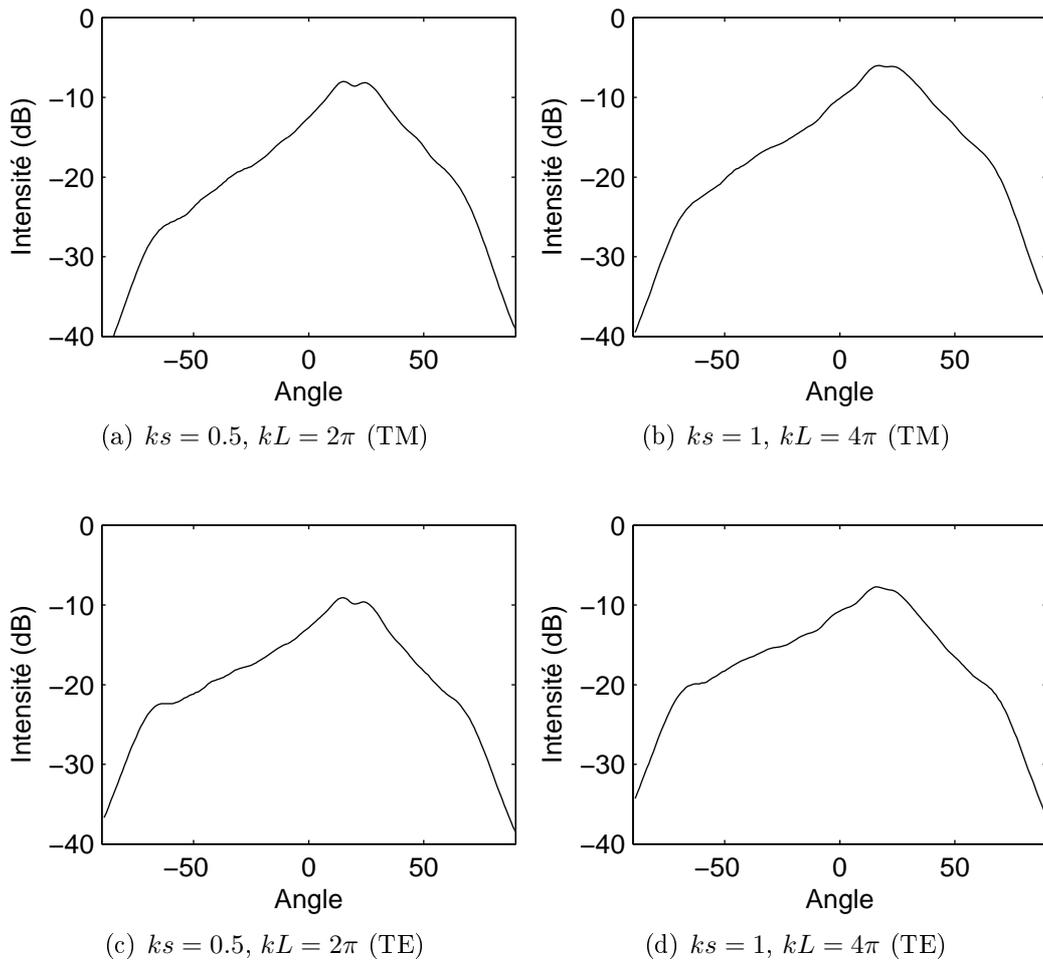 0
−10
−20
−30
−40
Intensité (dB)
−50 0 50
Angle
(a) ks = 0.5, kL = 2π (TM)
0
−10
−20
−30
−40
Intensité (dB)
−50 0 50
Angle
(b) ks = 1, kL = 4π (TM)
0
−10
−20
−30
−40
Intensité (dB)
−50 0 50
Angle
(c) ks = 0.5, kL = 2π (TE)
0
−10
−20
−30
−40
Intensité (dB)
−50 0 50
Angle
(d) ks = 1, kL = 4π (TE)